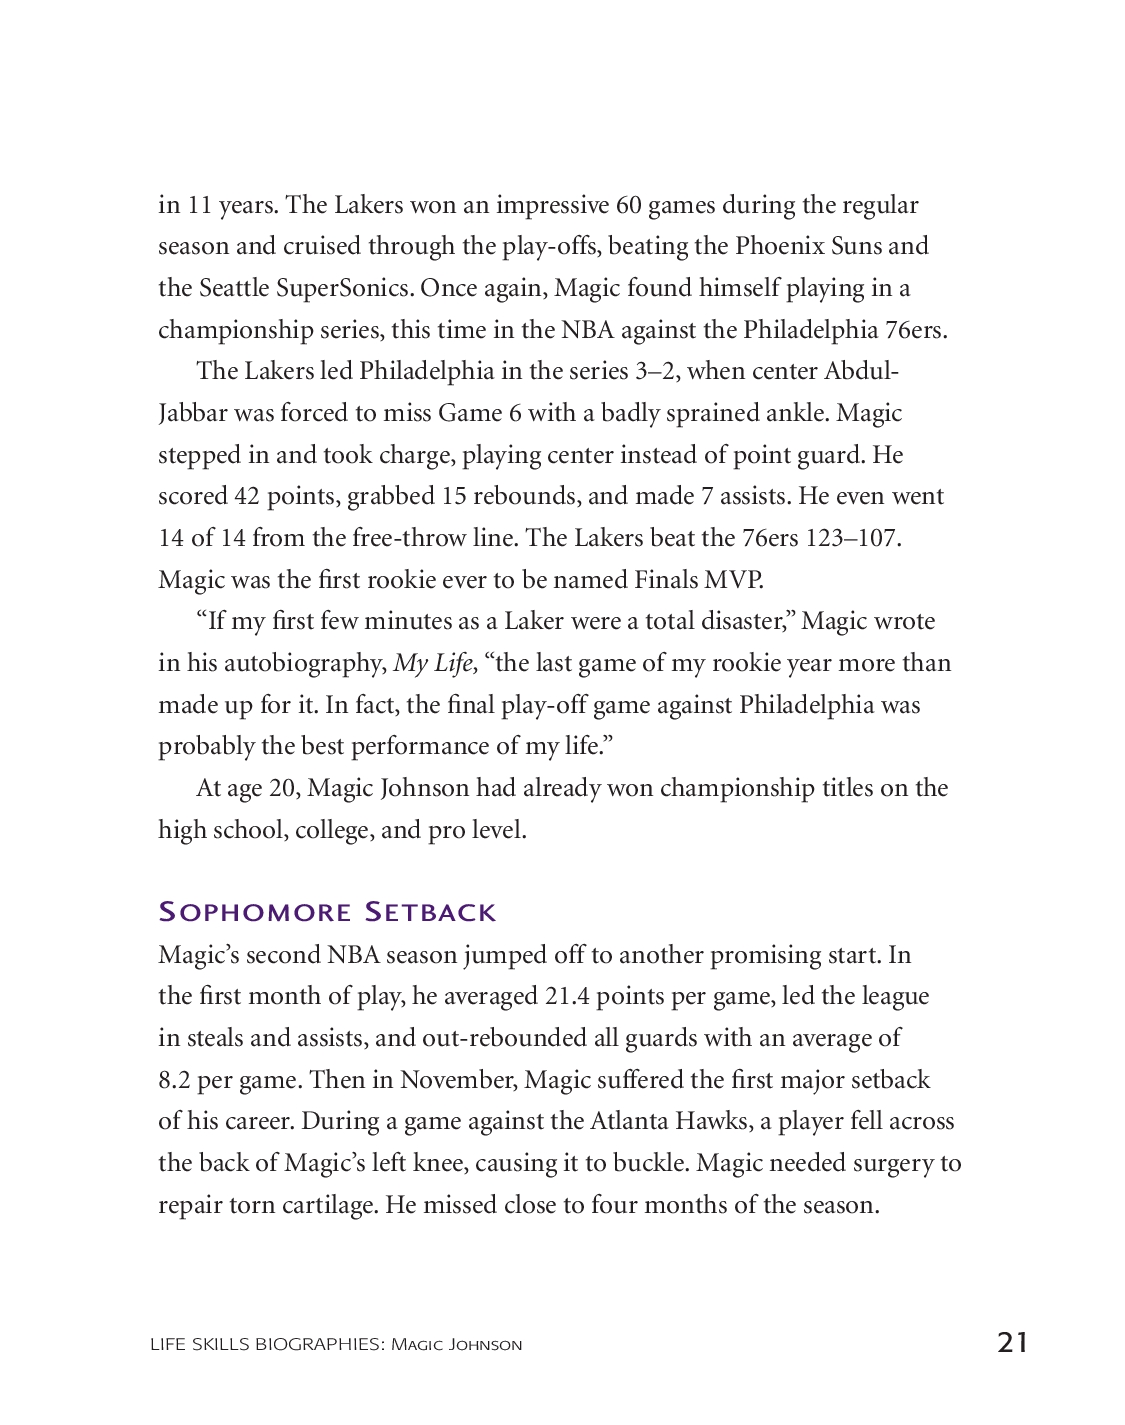 in 11 years. The Lakers won an impressive 60 games during the regular
season and cruised through the play-offs, beating the Phoenix Suns and
the Seattle SuperSonics. Once again, Magic found himself playing in a
championship series, this time in the NBA against the Philadelphia 76ers.
The Lakers led Philadelphia in the series 3–2, when center Abdul-
Jabbar was forced to miss Game 6 with a badly sprained ankle. Magic
stepped in and took charge, playing center instead of point guard. He
scored 42 points, grabbed 15 rebounds, and made 7 assists. He even went
14 of 14 from the free-throw line. The Lakers beat the 76ers 123–107.
Magic was the first rookie ever to be named Finals MVP.
“If my first few minutes as a Laker were a total disaster,” Magic wrote
in his autobiography, My Life, “the last game of my rookie year more than
made up for it. In fact, the final play-off game against Philadelphia was
probably the best performance of my life.”
At age 20, Magic Johnson had already won championship titles on the
high school, college, and pro level.
Sophomore Setback
Magic’s second NBA season jumped off to another promising start. In
the first month of play, he averaged 21.4 points per game, led the league
in steals and assists, and out-rebounded all guards with an average of
8.2 per game. Then in November, Magic suffered the first major setback
of his career. During a game against the Atlanta Hawks, a player fell across
the back of Magic’s left knee, causing it to buckle. Magic needed surgery to
repair torn cartilage. He missed close to four months of the season.
LIFE SKILLS BIOGRAPHIES: Magic Johnson 21